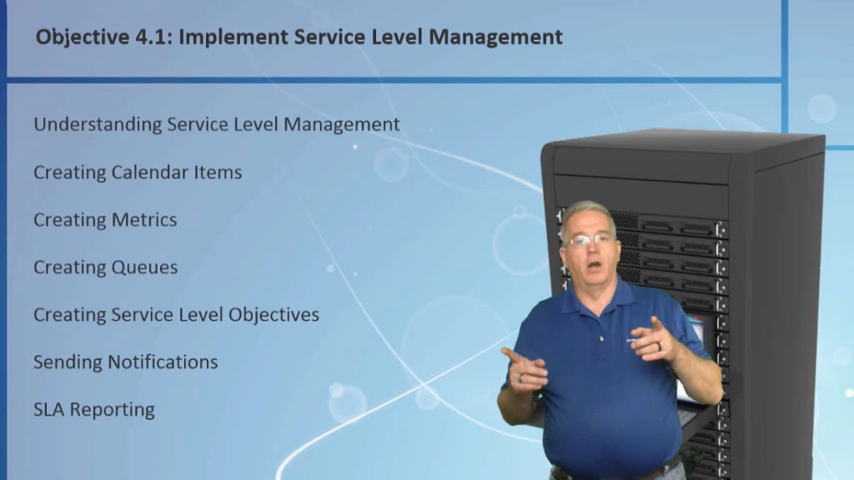 Objective 4.1: Implement Service Level Management
Understanding Service Level Management
Creating Calendar Items
Creating Metrics
Creating Queues
Creating Service Level Objectives
Sending Notifications
SLA Reporting